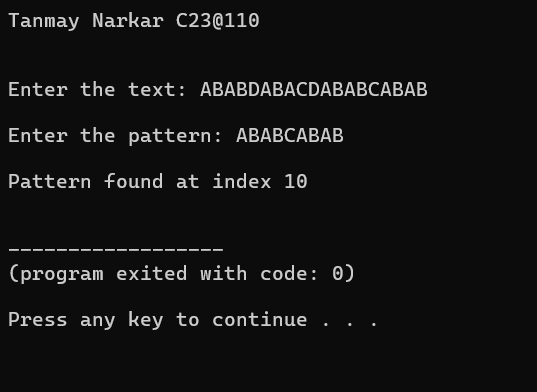 Tanmay Narkar C23@110
Enter the text: ABABDABACDABABCABAB
Enter the pattern: ABABCABAB
Pattern found at index 10
------------------
(program exited with code: 0)
Press any key to continue . . .